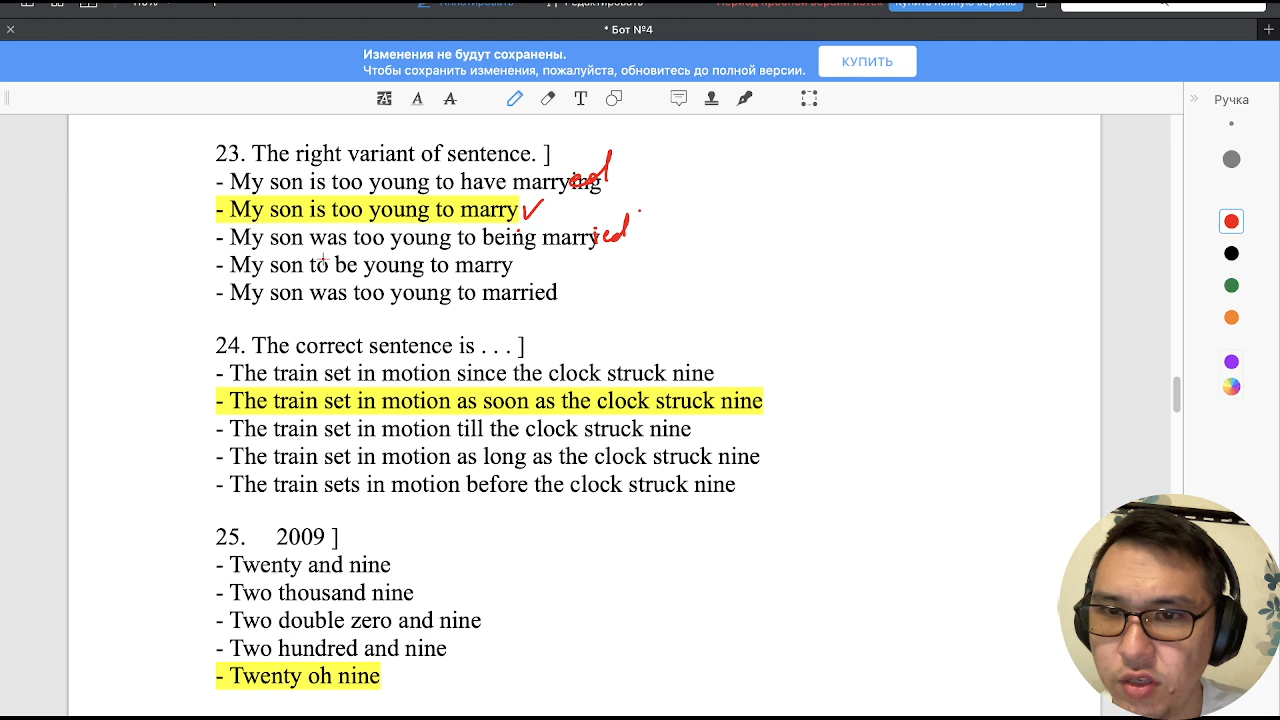 * Бот №4
Изменения не будут сохранены.
Чтобы сохранить изменения, пожалуйста, обновитесь до полной версии.
КУПИТЬ
Ручка
23. The right variant of sentence. ]
- My son is too young to have marrying ed
- My son is too young to marry
- My son was too young to being marry ied
- My son to be young to marry
- My son was too young to married
24. The correct sentence is . . . ]
- The train set in motion since the clock struck nine
- The train set in motion as soon as the clock struck nine
- The train set in motion till the clock struck nine
- The train set in motion as long as the clock struck nine
- The train sets in motion before the clock struck nine
25. 2009 ]
- Twenty and nine
- Two thousand nine
- Two double zero and nine
- Two hundred and nine
- Twenty oh nine